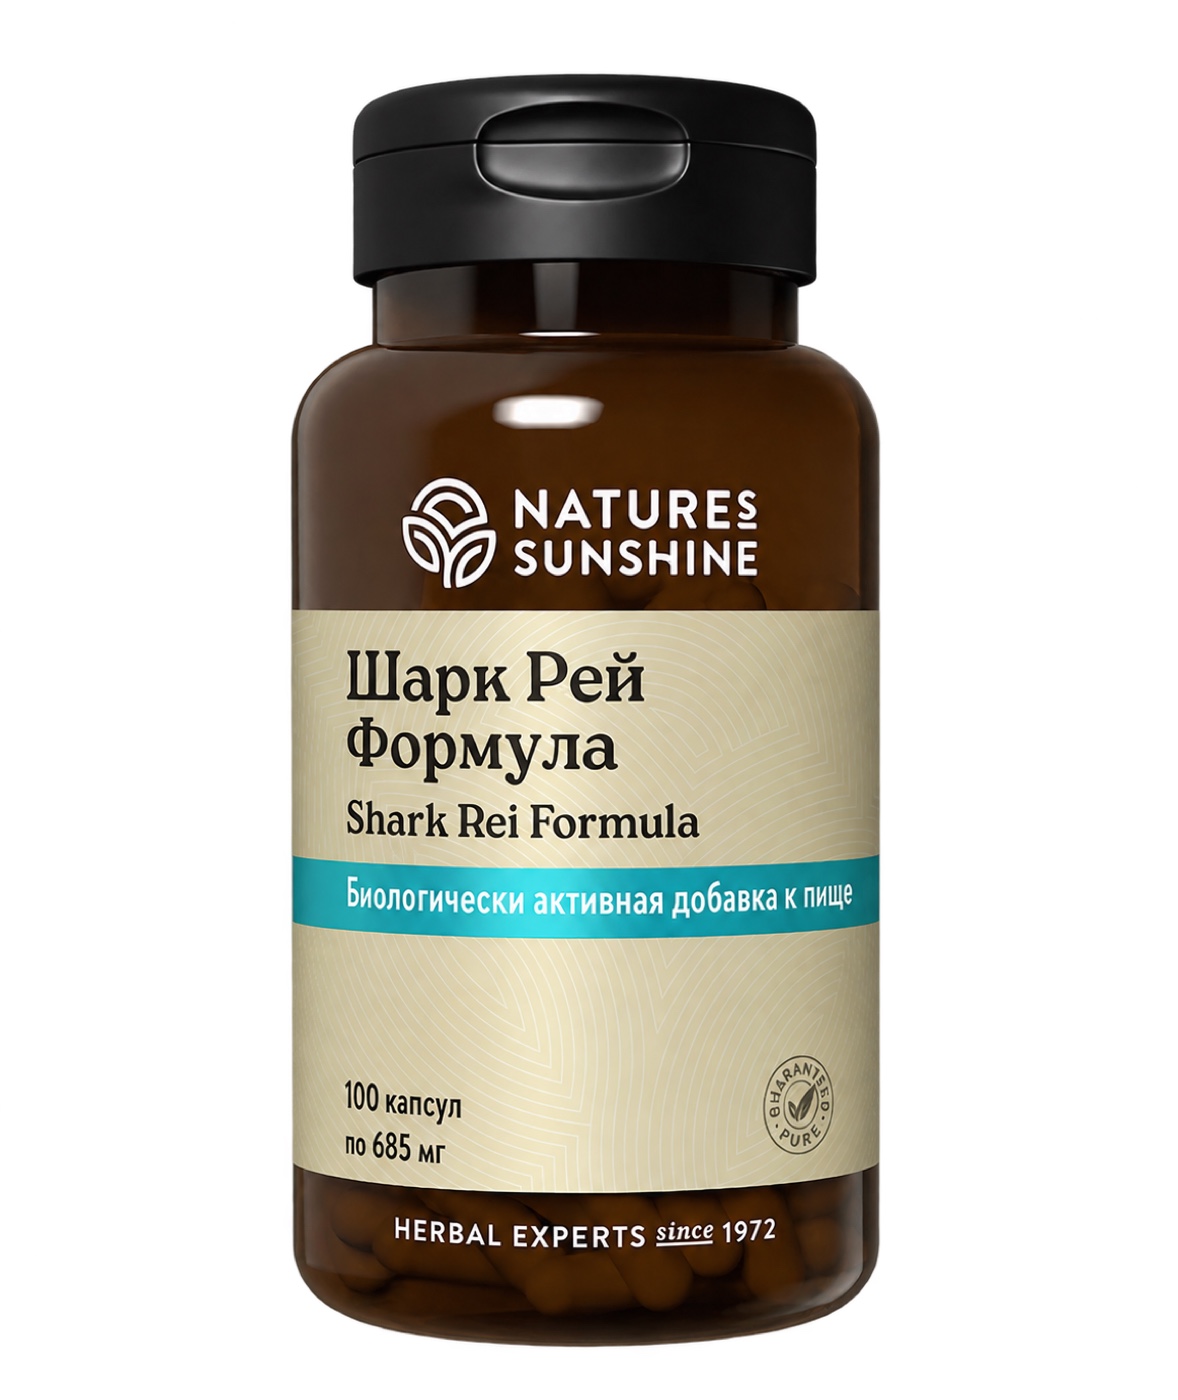 NATURES
SUNSHINE
Шарк Рей
Формула
Shark Rei Formula
Биологически активная добавка к пище
100 капсул
по 685 мг
PURE
HERBAL EXPERTS since 1972